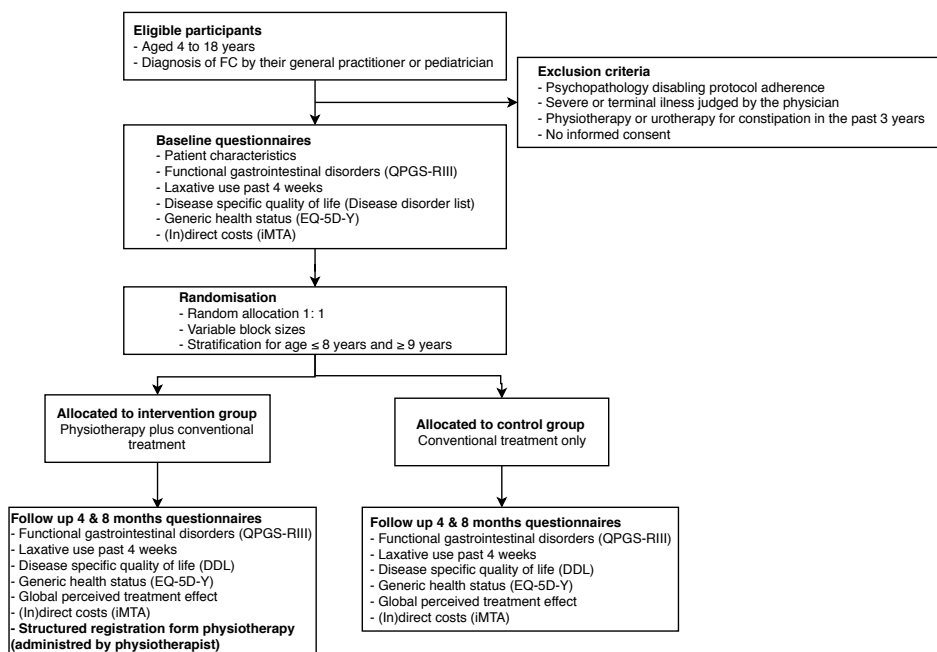 Eligible participants
- Aged 4 to 18 years
- Diagnosis of FC by their general practitioner or pediatrician
Exclusion criteria
- Psychopathology disabling protocol adherence
- Severe or terminal illness judged by the physician
- Physiotherapy or urotherapy for constipation in the past 3 years
- No informed consent
Baseline questionnaires
- Patient characteristics
- Functional gastrointestinal disorders (QPGS-RIII)
- Laxative use past 4 weeks
- Disease specific quality of life (Disease disorder list)
- Generic health status (EQ-5D-Y)
- (In)direct costs (iMTA)
Randomisation
- Random allocation 1: 1
- Variable block sizes
- Stratification for age ≤ 8 years and ≥ 9 years
Allocated to intervention group
Physiotherapy plus conventional
treatment
Allocated to control group
Conventional treatment only
Follow up 4 & 8 months questionnaires
- Functional gastrointestinal disorders (QPGS-RIII)
- Laxative use past 4 weeks
- Disease specific quality of life (DDL)
- Generic health status (EQ-5D-Y)
- Global perceived treatment effect
- (In)direct costs (iMTA)
- Structured registration form physiotherapy
(administred by physiotherapist)
Follow up 4 & 8 months questionnaires
- Functional gastrointestinal disorders (QPGS-RIII)
- Laxative use past 4 weeks
- Disease specific quality of life (DDL)
- Generic health status (EQ-5D-Y)
- Global perceived treatment effect
- (In)direct costs (iMTA)